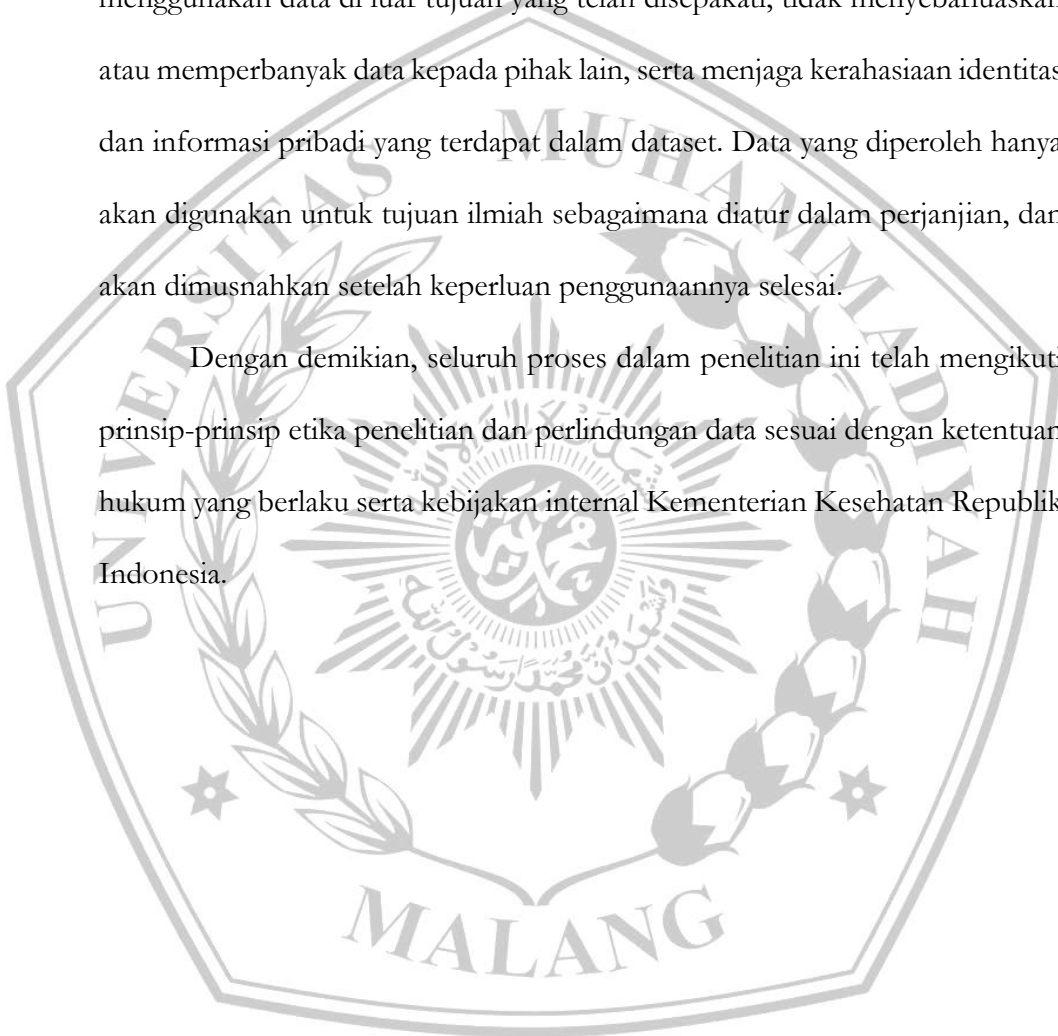 menggunakan data di luar tujuan yang telah disepakati, tidak menyebarluaskan
atau memperbanyak data kepada pihak lain, serta menjaga kerahasiaan identitas
dan informasi pribadi yang terdapat dalam dataset. Data yang diperoleh hanya
akan digunakan untuk tujuan ilmiah sebagaimana diatur dalam perjanjian, dan
akan dimusnahkan setelah keperluan penggunaannya selesai.
Dengan demikian, seluruh proses dalam penelitian ini telah mengikuti
prinsip-prinsip etika penelitian dan perlindungan data sesuai dengan ketentuan
hukum yang berlaku serta kebijakan internal Kementerian Kesehatan Republik
Indonesia.
UNIVERSITAS MUHAMMADIYAH
MALANG